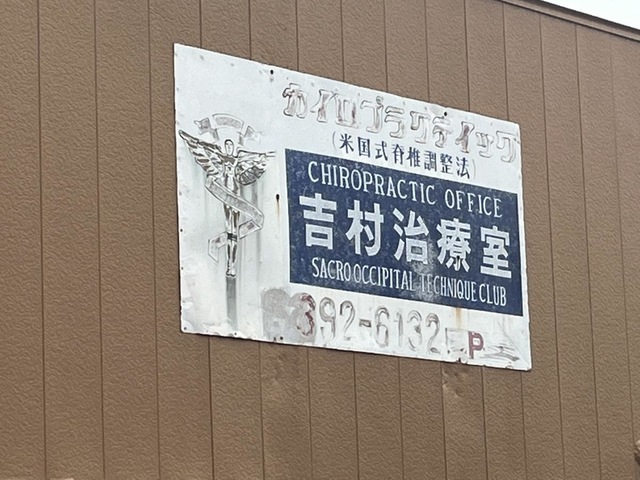 カイロプラクティック
(米国式脊椎調整法)
CHIROPRACTIC OFFICE
吉村治療室
SACRO OCCIPITAL TECHNIQUE CLUB
392-6132 P